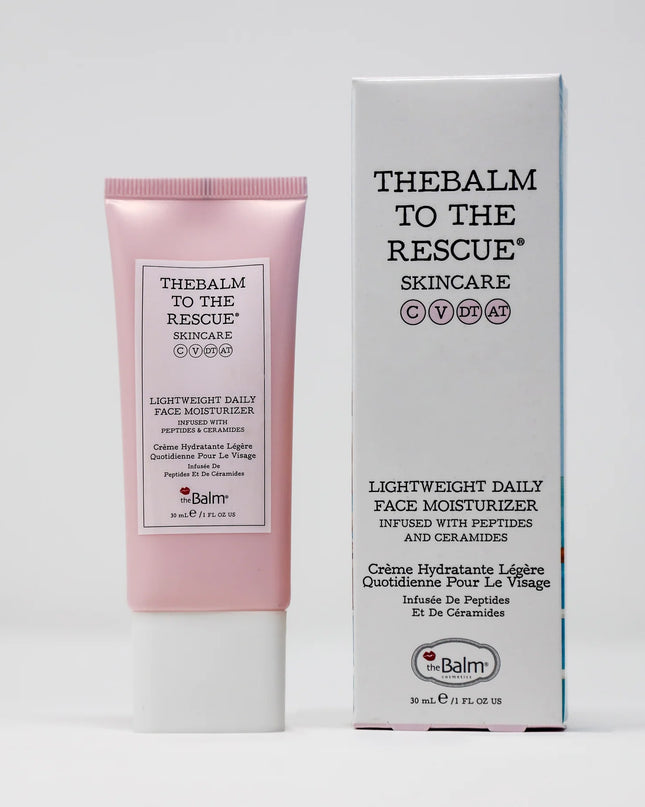 THEBALM
TO THE
RESCUE®
SKINCARE
C V DT AT
LIGHTWEIGHT DAILY
FACE MOISTURIZER
INFUSED WITH
PEPTIDES & CERAMIDES
Crème Hydratante Légère
Quotidienne Pour Le Visage
Infusée De
Peptides Et De Céramides
theBalm®
30 mL e /1 FL OZ US
THEBALM
TO THE
RESCUE®
SKINCARE
C V DT AT
LIGHTWEIGHT DAILY
FACE MOISTURIZER
INFUSED WITH PEPTIDES
AND CERAMIDES
Crème Hydratante Légère
Quotidienne Pour Le Visage
Infusée De Peptides
Et De Céramides
theBalm®
cosmetics
30 mL e /1 FL OZ US